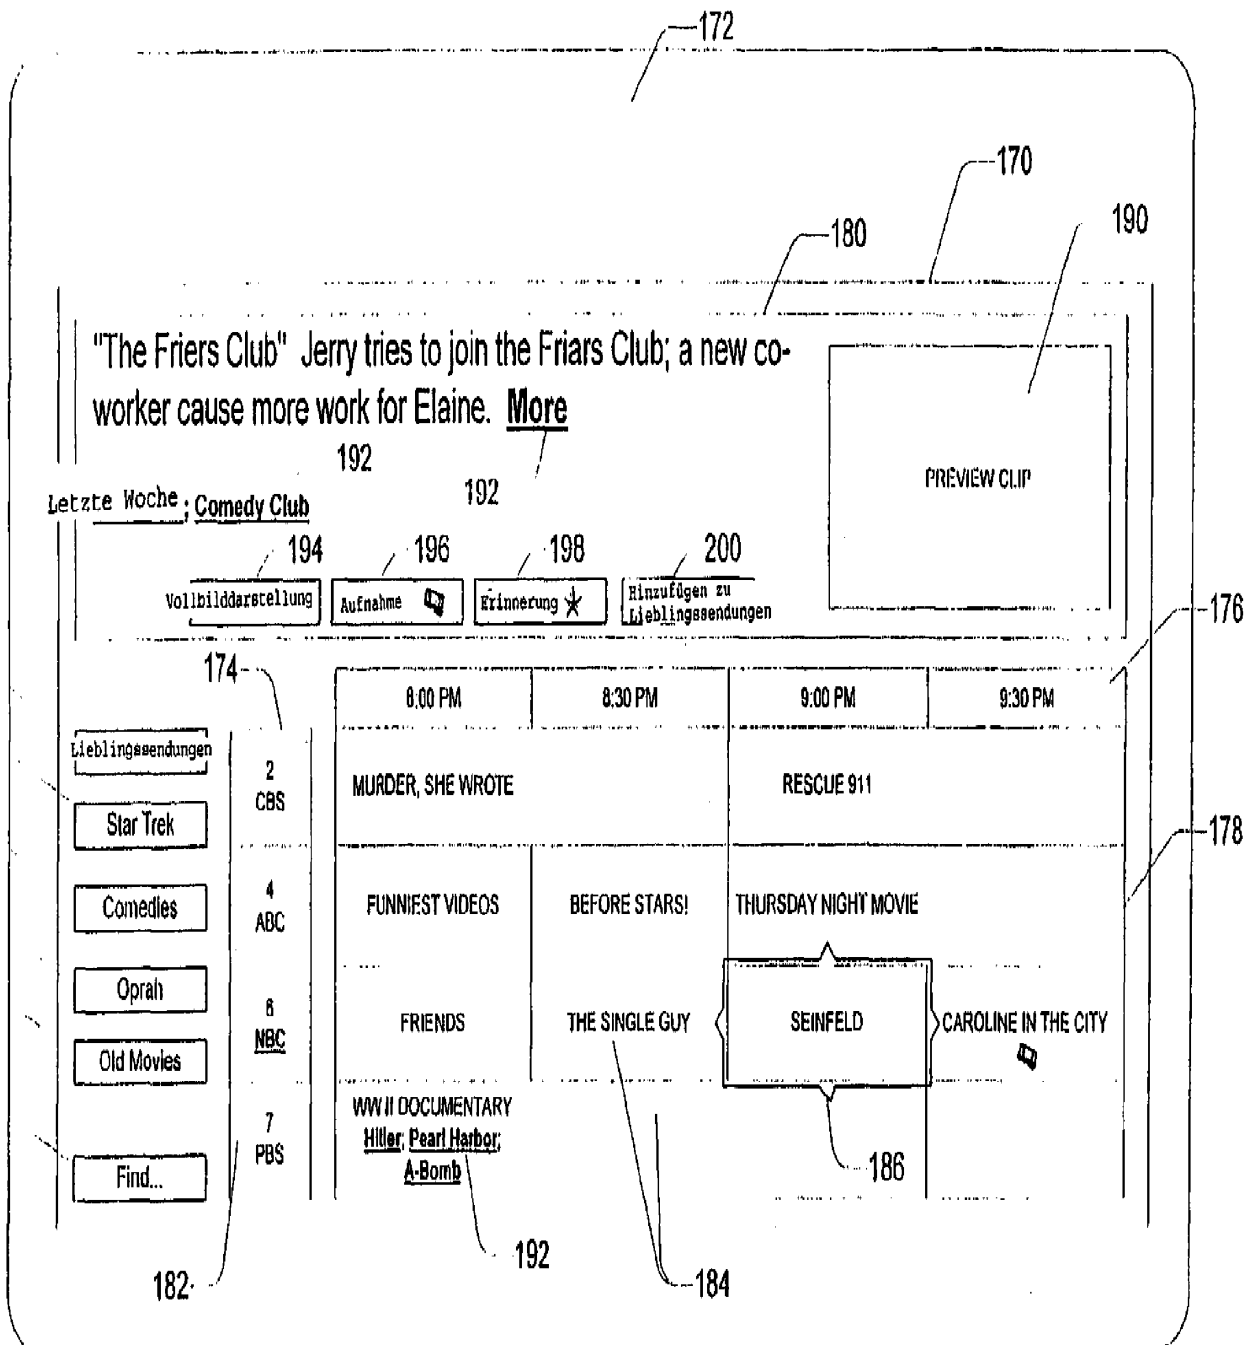 172
170
180
190
"The Friers Club" Jerry tries to join the Friars Club; a new co-
worker cause more work for Elaine. More
192
192
PREVIEW CLIP
Letzte Woche; Comedy Club
194
196
198
200
Vollbilddarstellung
Aufnahme
Erinnerung
Hinzufügen zu
Lieblingssendungen
176
174
8:00 PM
8:30 PM
9:00 PM
9:30 PM
Lieblingssendungen
2
CBS
MURDER, SHE WROTE
RESCUE 911
Star Trek
178
Comedies
4
ABC
FUNNIEST VIDEOS
BEFORE STARS!
THURSDAY NIGHT MOVIE
Oprah
6
NBC
FRIENDS
THE SINGLE GUY
SEINFELD
CAROLINE IN THE CITY
Old Movies
7
PBS
WW II DOCUMENTARY
Hitler; Pearl Harbor;
A-Bomb
186
Find...
192
182
184